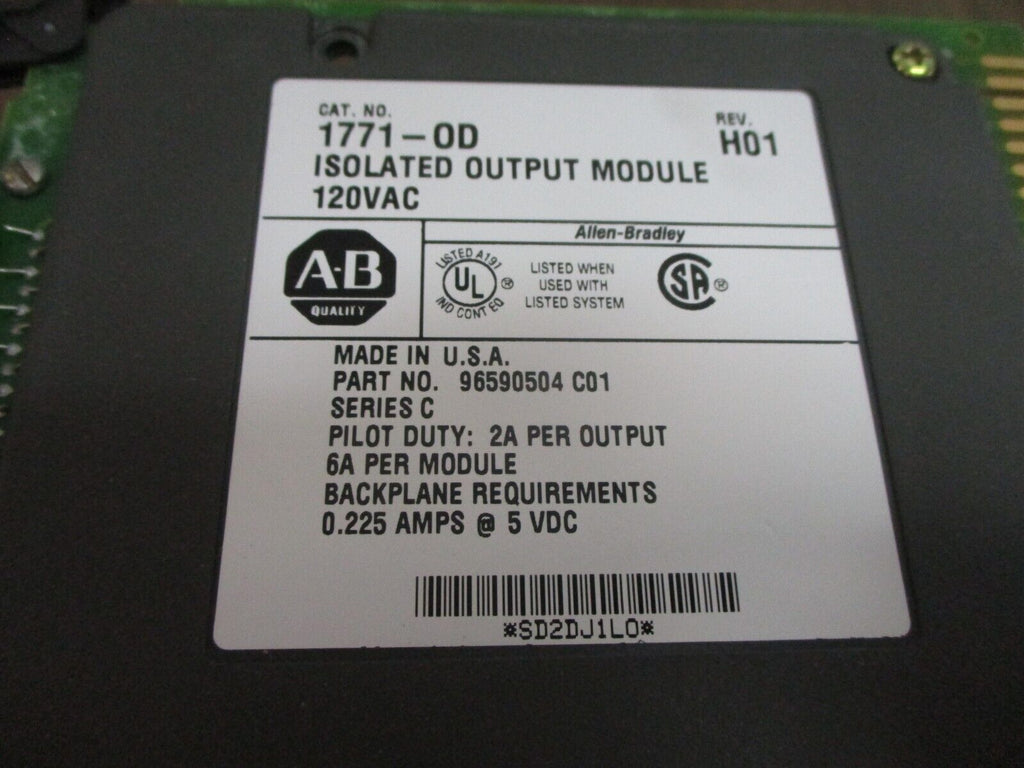 CAT. NO.
1771-OD
REV.
H01
ISOLATED OUTPUT MODULE
120VAC
Allen-Bradley
A-B
QUALITY
LISTED A197
UL ®
IND CONT EQ
LISTED WHEN
USED WITH
LISTED SYSTEM
SA ®
MADE IN U.S.A.
PART NO. 96590504 C01
SERIES C
PILOT DUTY: 2A PER OUTPUT
6A PER MODULE
BACKPLANE REQUIREMENTS
0.225 AMPS @ 5 VDC
*SD2DJ1L0*